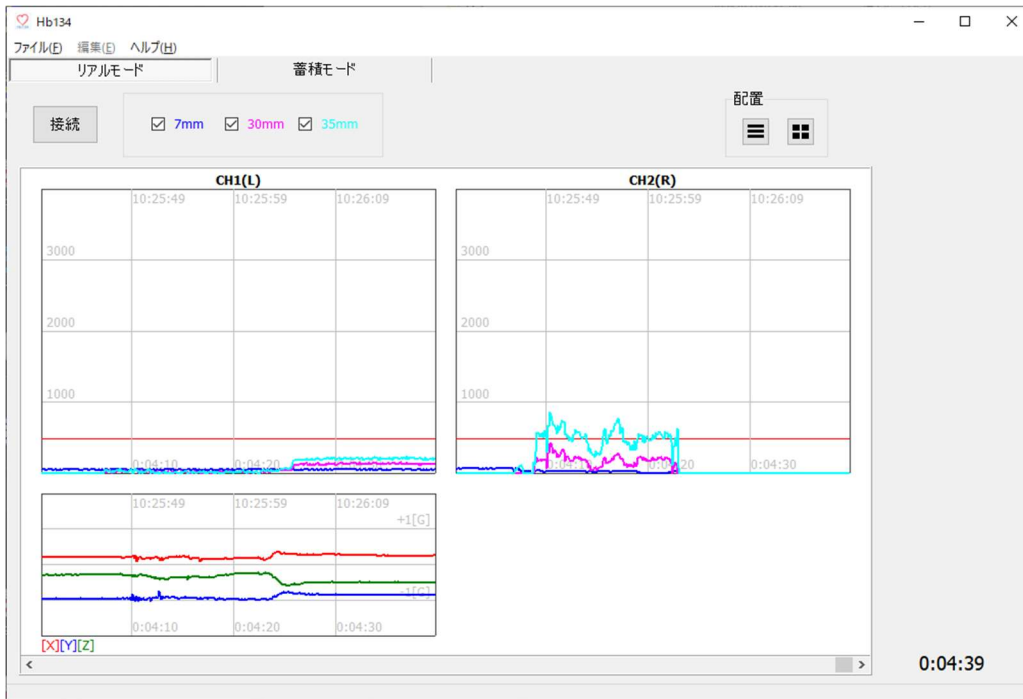 Hb134
ファイル(F) 編集(E) ヘルプ(H)
リアルモード 蓄積モード
接続 7mm 30mm 35mm 配置
CH1(L) CH2(R)
10:25:49 10:25:59 10:26:09 10:25:49 10:25:59 10:26:09
3000 3000
2000 2000
1000 1000
0:04:10 0:04:20 0:04:10 0:04:20 0:04:30
10:25:49 10:25:59 10:26:09
+1[G]
-1[G]
0:04:10 0:04:20 0:04:30
[X][Y][Z]
0:04:39